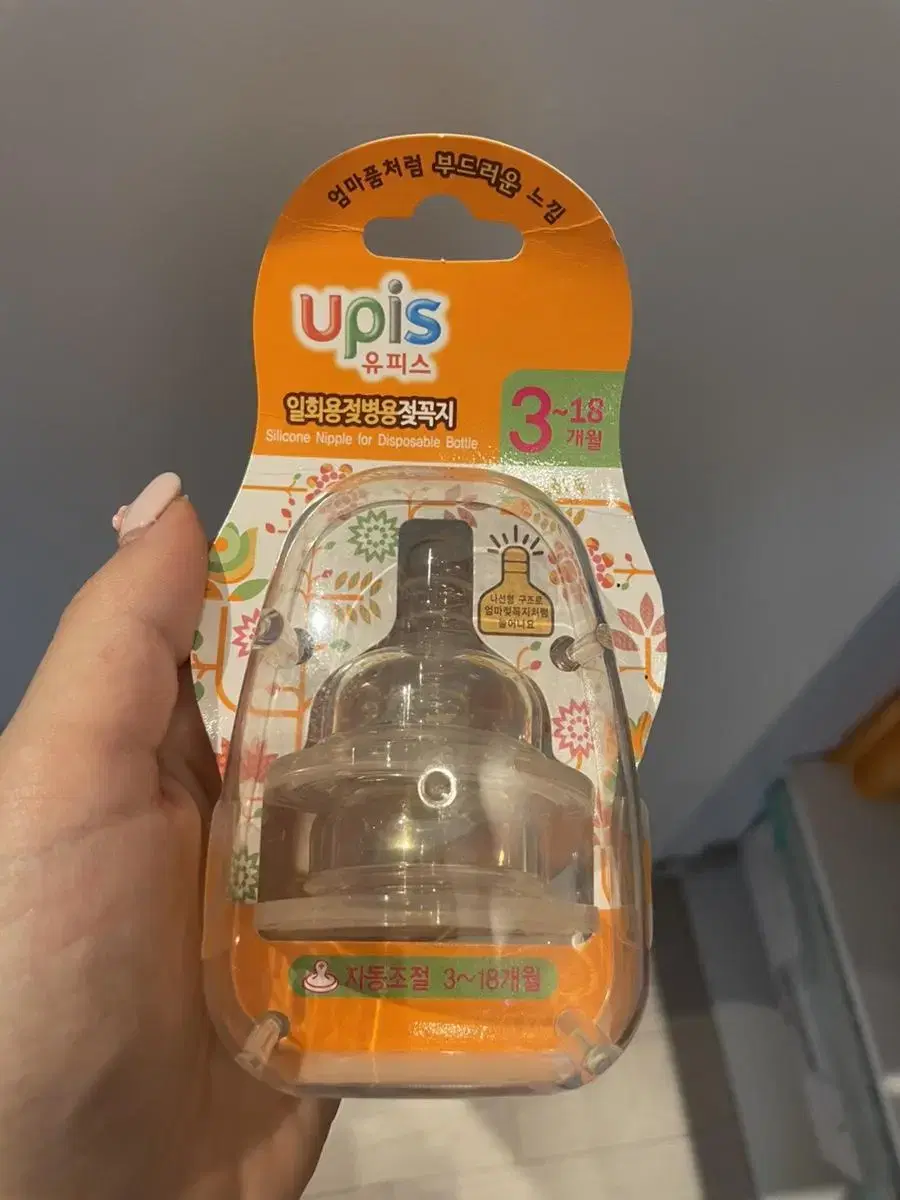 엄마품처럼 부드러운 느낌
upis
유피스
일회용젖병용젖꼭지
Silicone Nipple for Disposable Bottle
3~18
개월
나선형 구조로
엄마젖꼭지처럼
늘어나요
자동조절 3~18개월